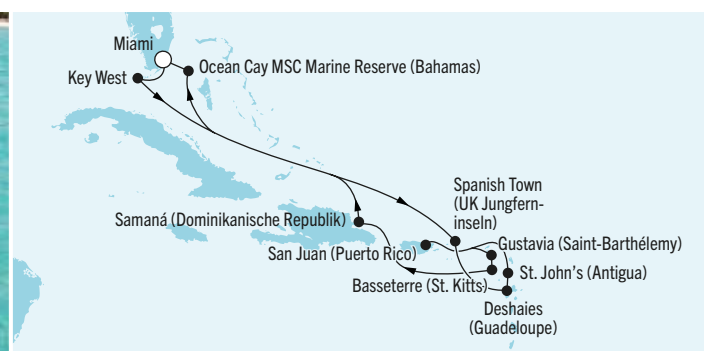 Miami
Ocean Cay MSC Marine Reserve (Bahamas)
Key West
Spanish Town
(UK Jungfern-
inseln)
Samaná (Dominikanische Republik)
San Juan (Puerto Rico)
Gustavia (Saint-Barthélemy)
Basseterre (St. Kitts)
St. John's (Antigua)
Deshaies
(Guadeloupe)